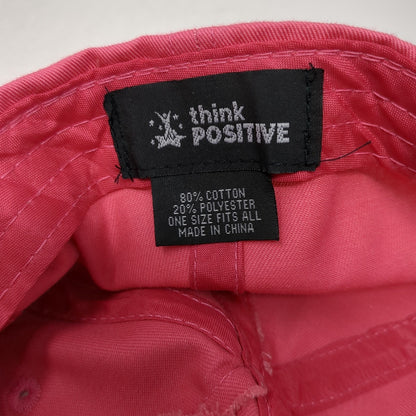 think
POSITIVE
80% COTTON
20% POLYESTER
ONE SIZE FITS ALL
MADE IN CHINA